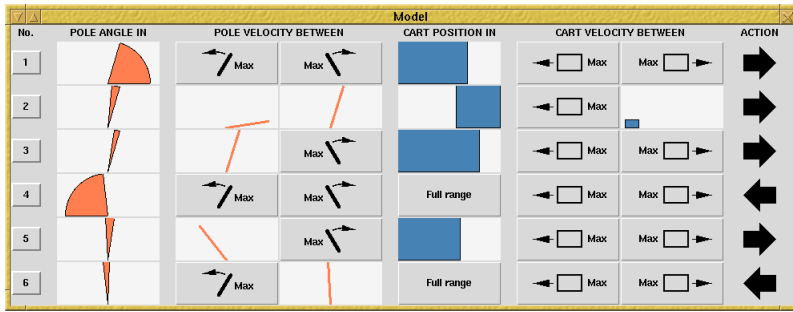 Model
No. POLE ANGLE IN POLE VELOCITY BETWEEN CART POSITION IN CART VELOCITY BETWEEN ACTION
1 Max Max Max Max
2 Max
3 Max Max Max
4 Max Max Full range Max Max
5 Max Max Max
6 Max Full range Max Max